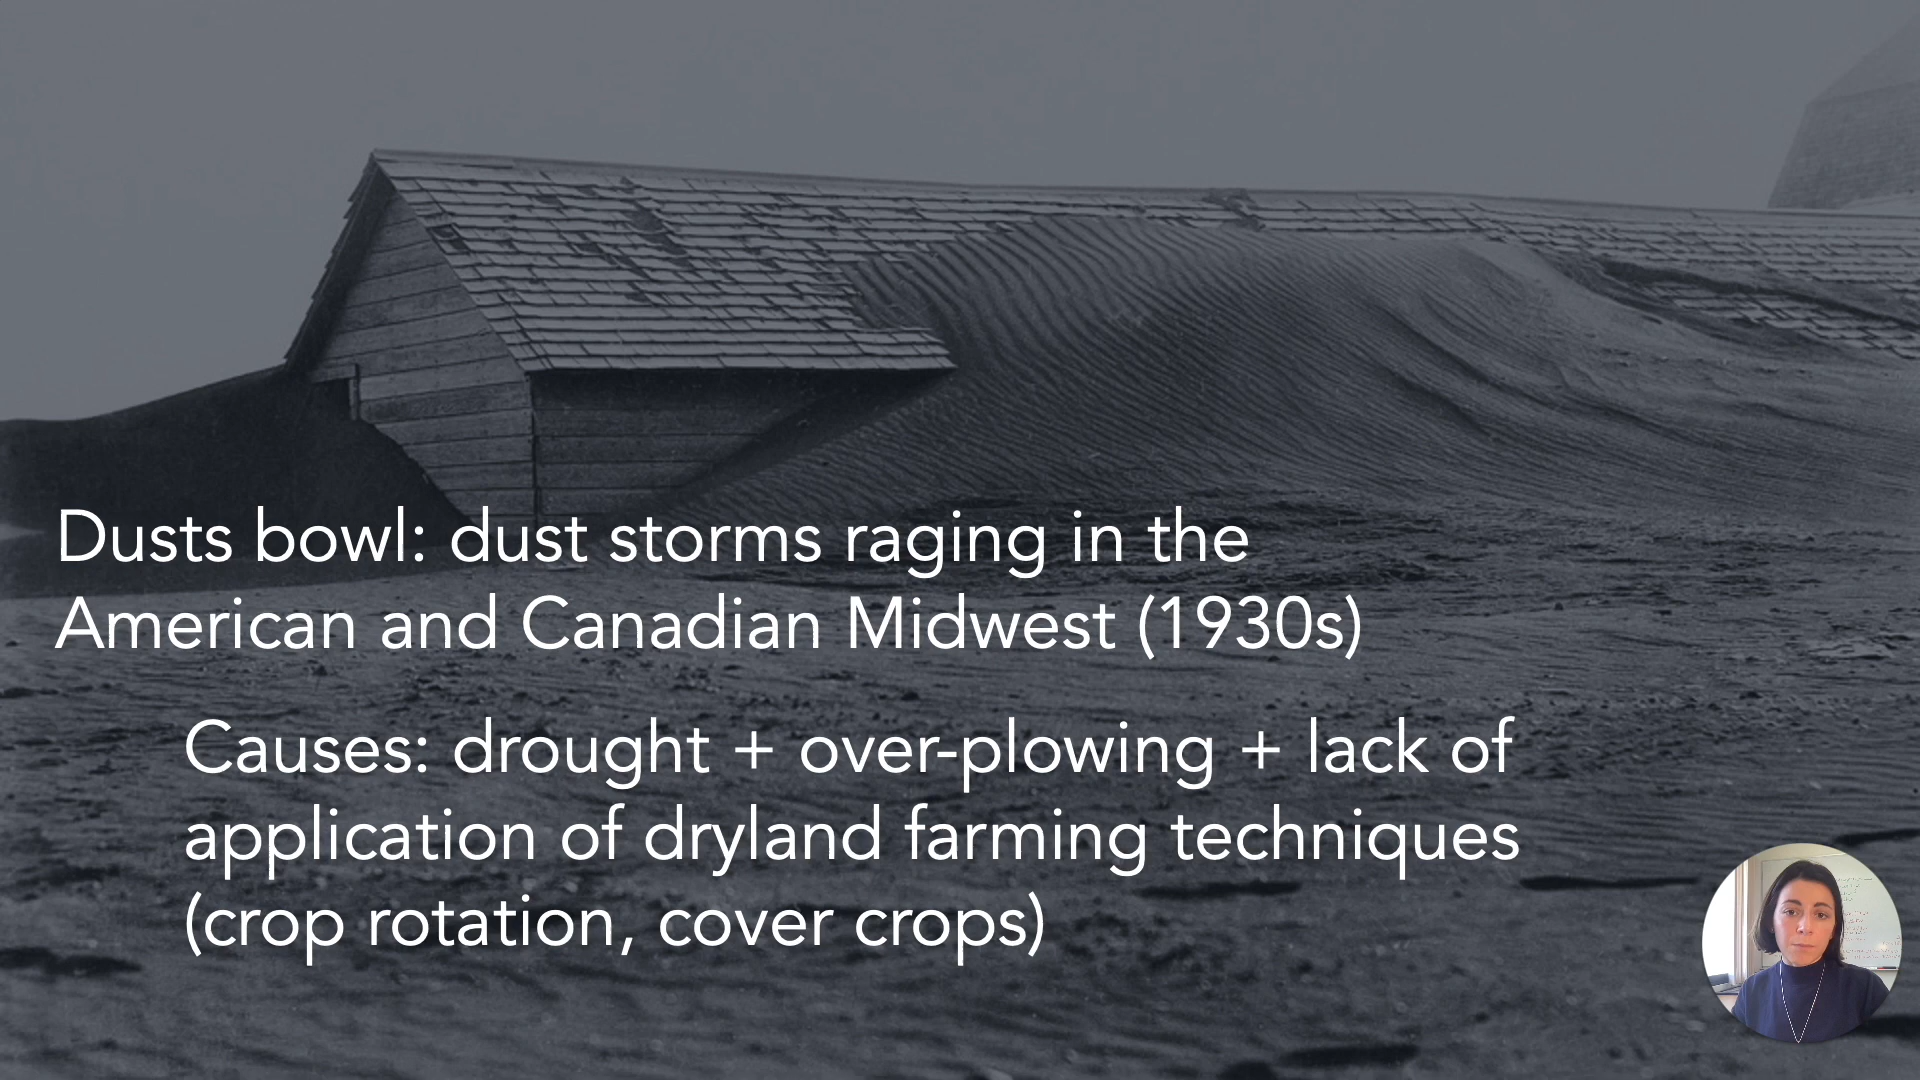 Dusts bowl: dust storms raging in the
American and Canadian Midwest (1930s)
Causes: drought + over-plowing + lack of
application of dryland farming techniques
(crop rotation, cover crops)